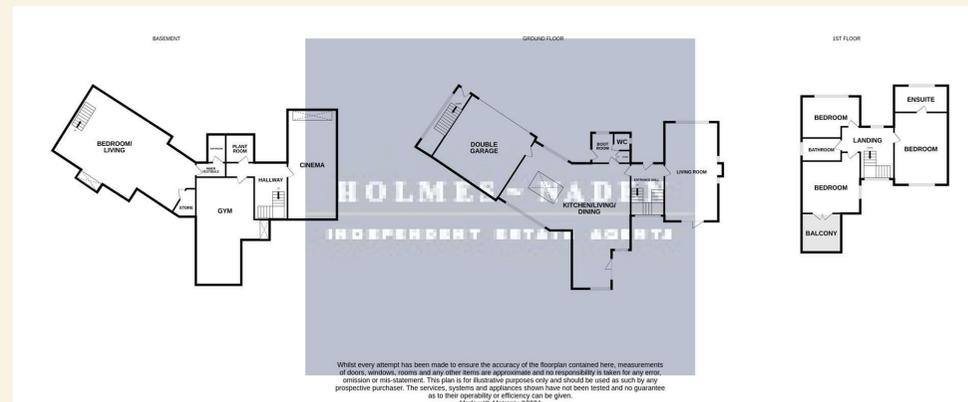 BASEMENT
GROUND FLOOR
1ST FLOOR
BEDROOM/
LIVING
PLANT
ROOM
STORE
GYM
HALLWAY
CINEMA
DOUBLE
GARAGE
BOOT
ROOM
WC
ENTRANCE HALL
LIVING ROOM
KITCHEN/LIVING/
DINING
BEDROOM
BATHROOM
LANDING
ENSUITE
BEDROOM
BEDROOM
BALCONY
HOLMES-NADEN
INDEPENDENT ESTATE AGENTS
Whilst every attempt has been made to ensure the accuracy of the floorplan contained here, measurements
of doors, windows, rooms and any other items are approximate and no responsibility is taken for any error,
omission or mis-statement. This plan is for illustrative purposes only and should be used as such by any
prospective purchaser. The services, systems and appliances shown have not been tested and no guarantee
as to their operability or efficiency can be given.